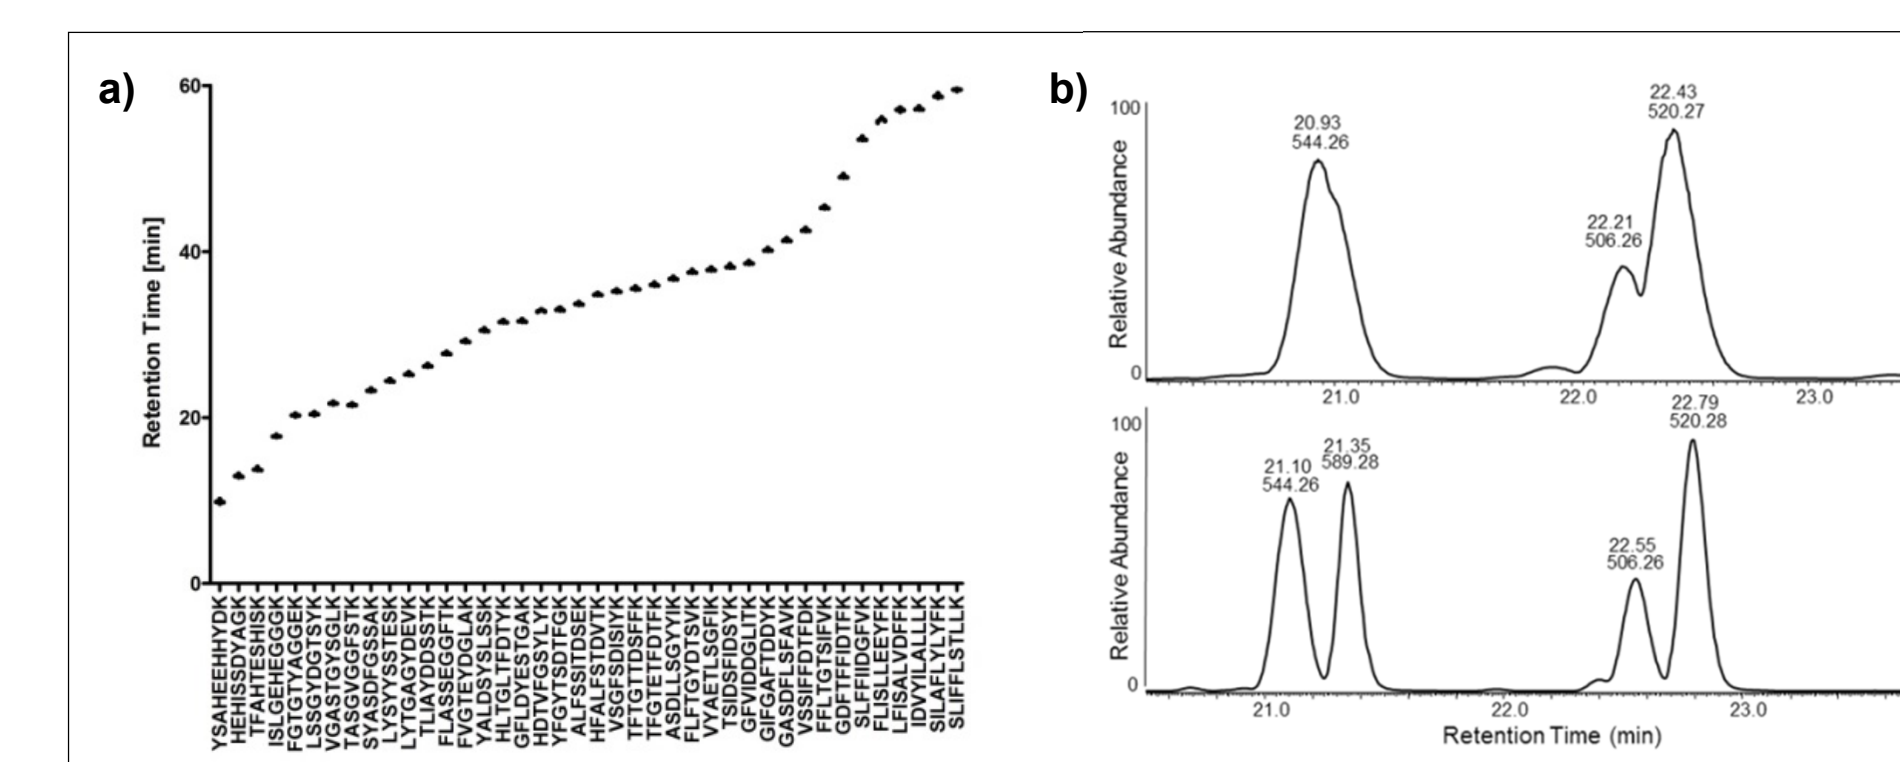 a)
Retention Time [min]
60
40
20
0
YSAHEEHHYDK
HEHISSDYAGK
TFAHTESHISK
ISLGEHEGGGK
FGTGTYAGGEK
LSSGYDGTSYK
VGASTGYSGLK
TASGVGGFSTK
SYASDFGSSAK
LYSYYSSTESK
LYTGAGYDEVK
TLIAYDDSSTK
FLASSEGGFTK
FVGTEYDGLAK
YALDSYSLSSK
HLTGLTFDTYK
GFLDYESTGAK
HDTVFGSYLYK
YFGYTSDTFGK
ALFSSITDSEK
HFALFSTDVTK
VSGFSDISIYK
TFTGTTDSFFK
TFGTETFDTFK
ASDLLSGYYIK
FLFTGYDTSVK
VYAETLSGFIK
TSIDSFIDSYK
GFVIDDGLITK
GIFGAFTDDYK
GASDFLSFAVK
VSSIFFDTFDK
FFLTGTSIFVK
GDFTFFIDTFK
SLFFIIDGFVK
FLISLLEEYFK
LFISALVDFFK
IDVYILALLLK
SILAFLYLYFK
SLIFFLSTLLK
b)
Relative Abundance
100
0
20.93
544.26
22.21
506.26
22.43
520.27
21.0
22.0
23.0
Relative Abundance
100
0
21.10
544.26
21.35
589.28
22.55
506.26
22.79
520.28
21.0
22.0
23.0
Retention Time (min)